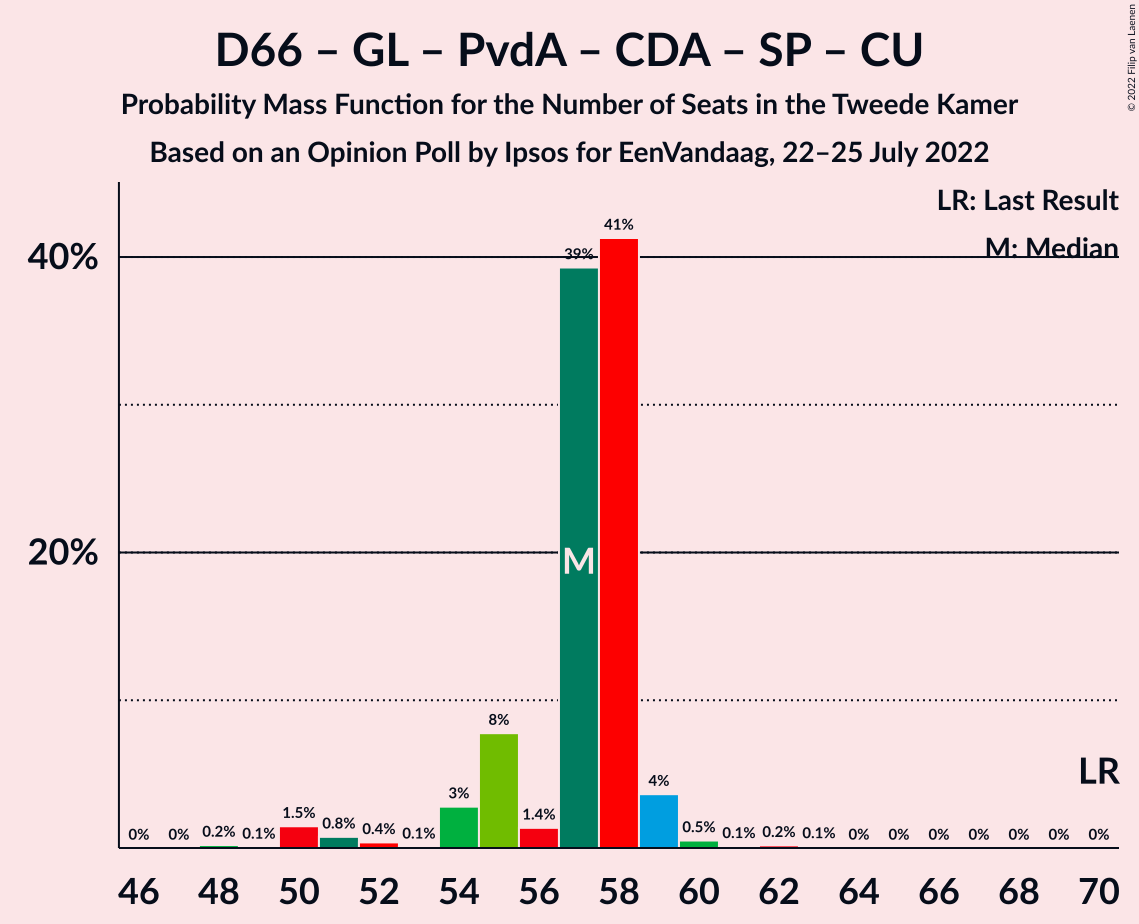 D66 – GL – PvdA – CDA – SP – CU
Probability Mass Function for the Number of Seats in the Tweede Kamer
Based on an Opinion Poll by Ipsos for EenVandaag, 22–25 July 2022
© 2022 Filip van Laenen
LR: Last Result
M: Median
40%
20%
41%
39%
M
8%
LR
3%
4%
0% 0% 0.2% 0.1% 1.5% 0.8% 0.4% 0.1% 1.4% 0.5% 0.1% 0.2% 0.1% 0% 0% 0% 0% 0% 0% 0%
46 48 50 52 54 56 58 60 62 64 66 68 70